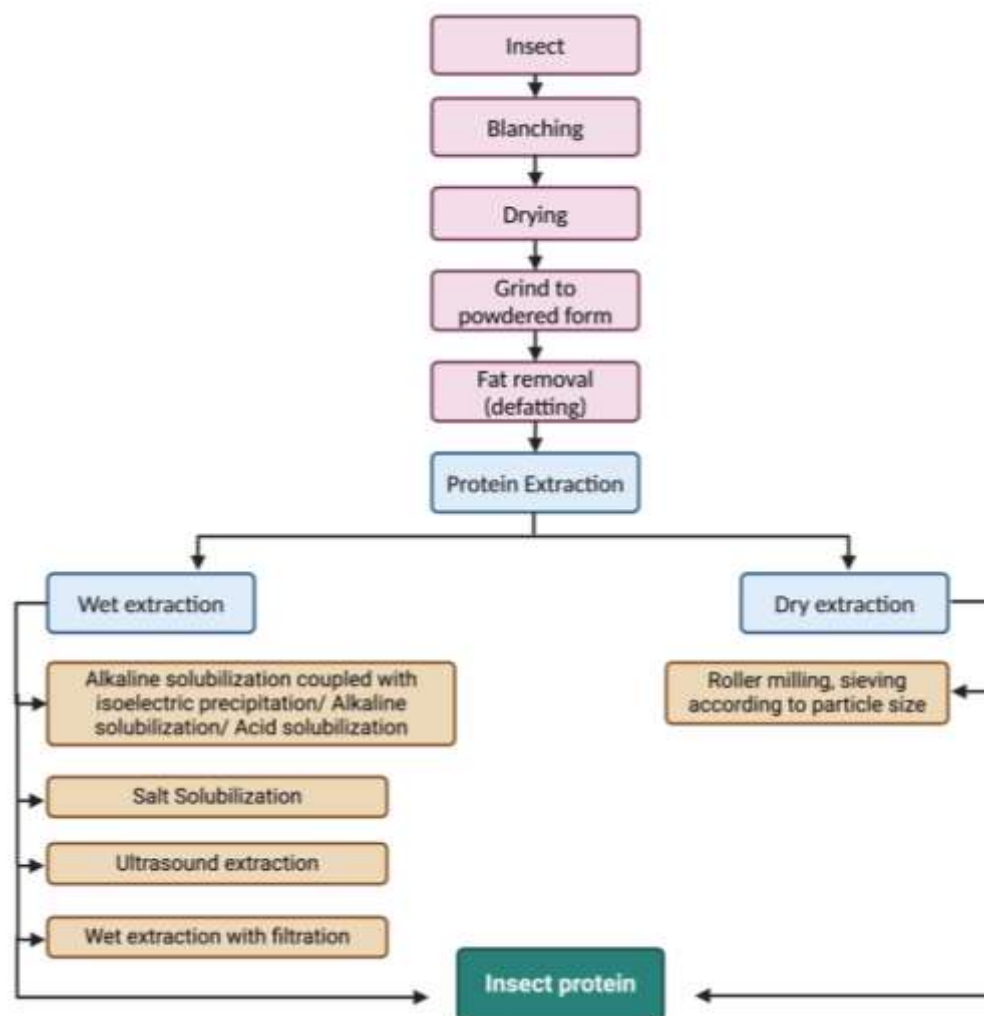 Insect
Blanching
Drying
Grind to
powdered form
Fat removal
(defatting)
Protein Extraction
Wet extraction
Dry extraction
Alkaline solubilization coupled with
isoelectric precipitation/ Alkaline
solubilization/ Acid solubilization
Roller milling, sieving
according to particle size
Salt Solubilization
Ultrasound extraction
Wet extraction with filtration
Insect protein